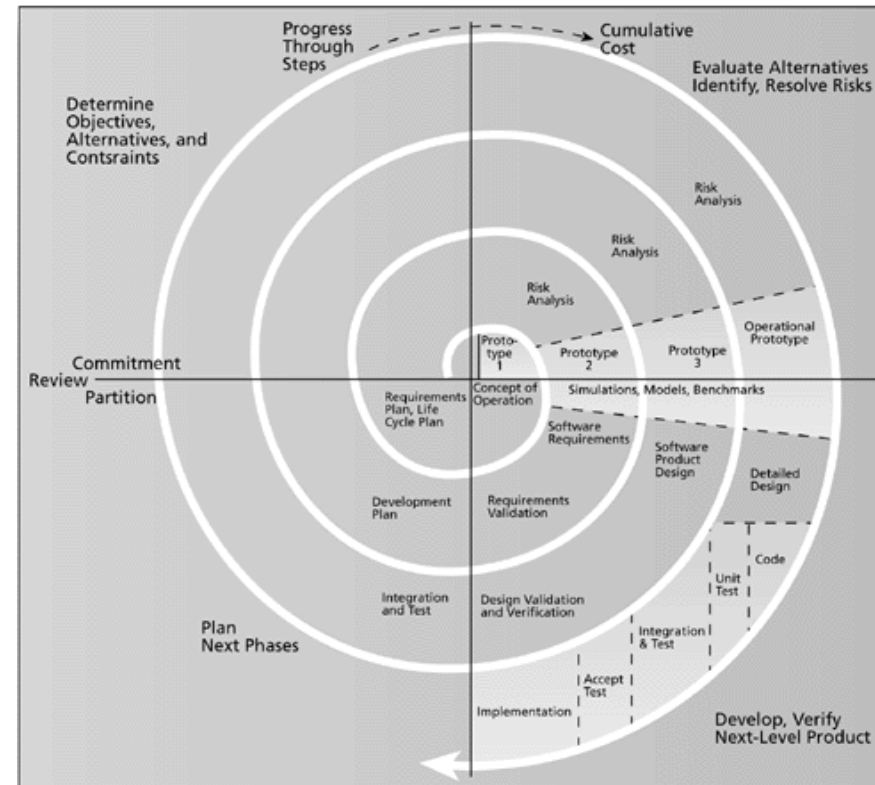 Progress
Through
Steps
Cumulative
Cost
Evaluate Alternatives
Identify, Resolve Risks
Determine
Objectives,
Alternatives, and
Contsraints
Risk
Analysis
Risk
Analysis
Risk
Analysis
Proto-
type
1
Prototype
2
Prototype
3
Operational
Prototype
Commitment
Review
Partition
Requirements
Plan, Life
Cycle Plan
Concept of
Operation
Simulations, Models, Benchmarks
Software
Requirements
Software
Product
Design
Detailed
Design
Development
Plan
Requirements
Validation
Code
Unit
Test
Integration
and Test
Design Validation
and Verification
Integration
& Test
Plan
Next Phases
Accept
Test
Implementation
Develop, Verify
Next-Level Product